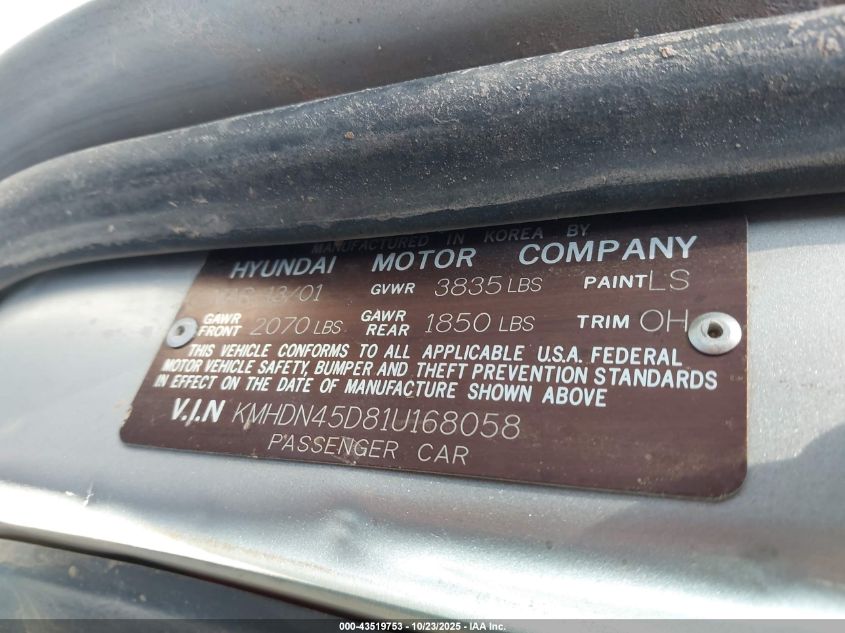 MANUFACTURED IN KOREA BY
HYUNDAI MOTOR COMPANY
13/01 GVWR 3835 LBS PAINT LS
GAWR FRONT 2070 LBS GAWR REAR 1850 LBS TRIM OH
THIS VEHICLE CONFORMS TO ALL APPLICABLE U.S.A. FEDERAL
MOTOR VEHICLE SAFETY, BUMPER AND THEFT PREVENTION STANDARDS
IN EFFECT ON THE DATE OF MANUFACTURE SHOWN ABOVE
V.I.N KMHDN45D81U168058
PASSENGER CAR
000-43519753 - 10/23/2025 - IAA Inc.